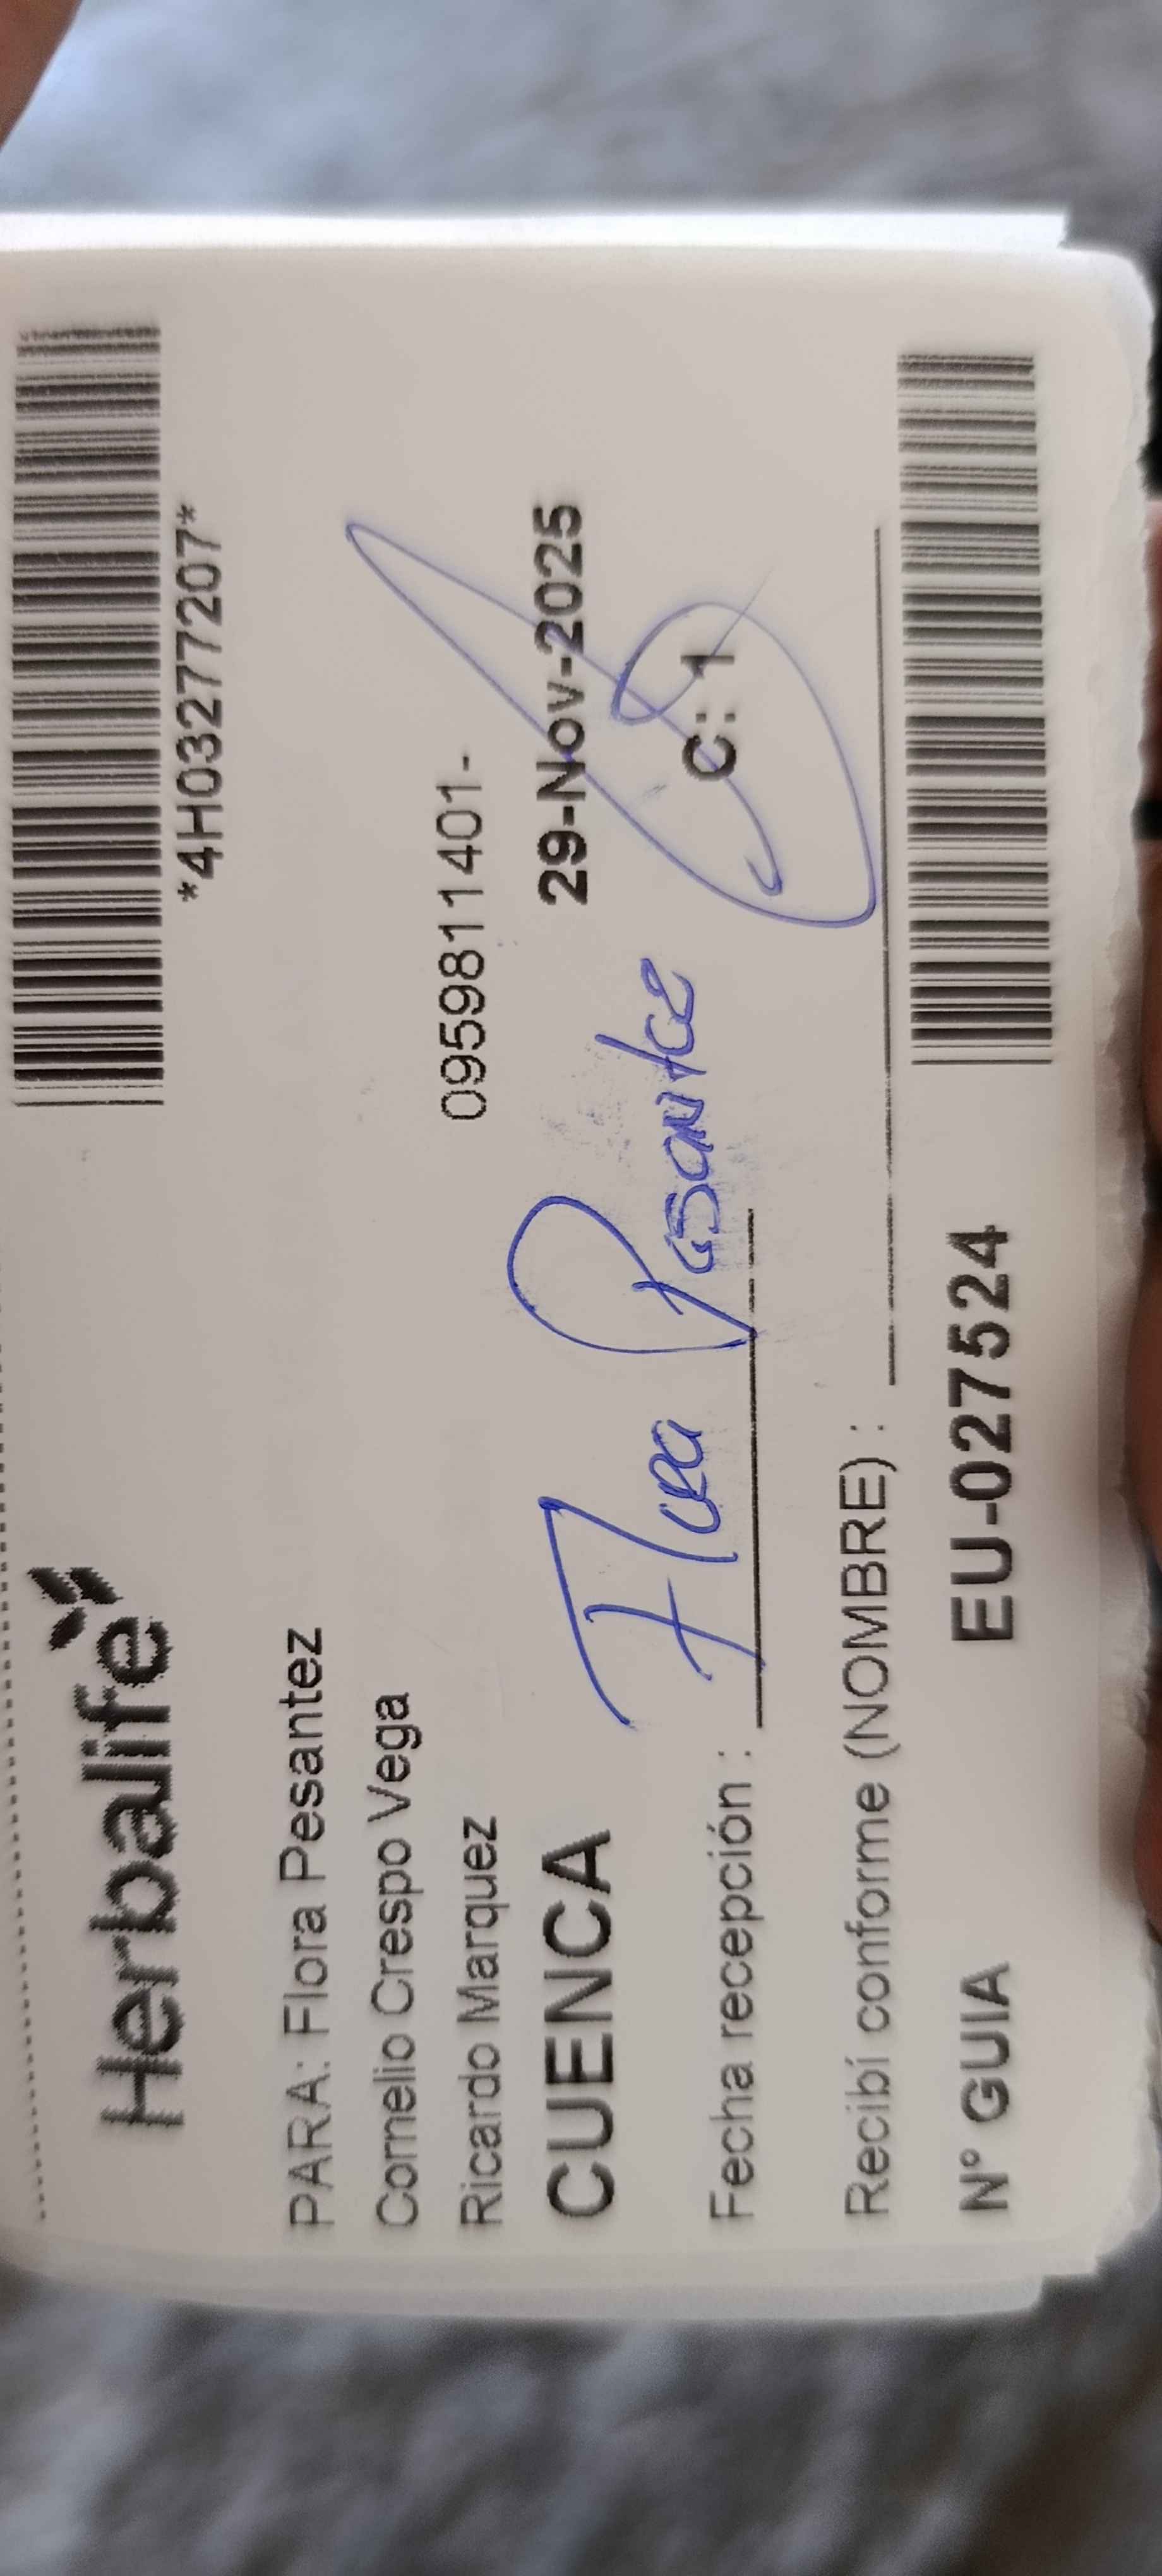 Herbalife
*4H03277207*
PARA: Flora Pesantez
Cornelio Crespo Vega
Ricardo Marquez 0959811401-
CUENCA 29-Nov-2025
Flora Pesantez
Fecha recepción : C: 1
Recibí conforme (NOMBRE) :
N° GUIA EU-027524